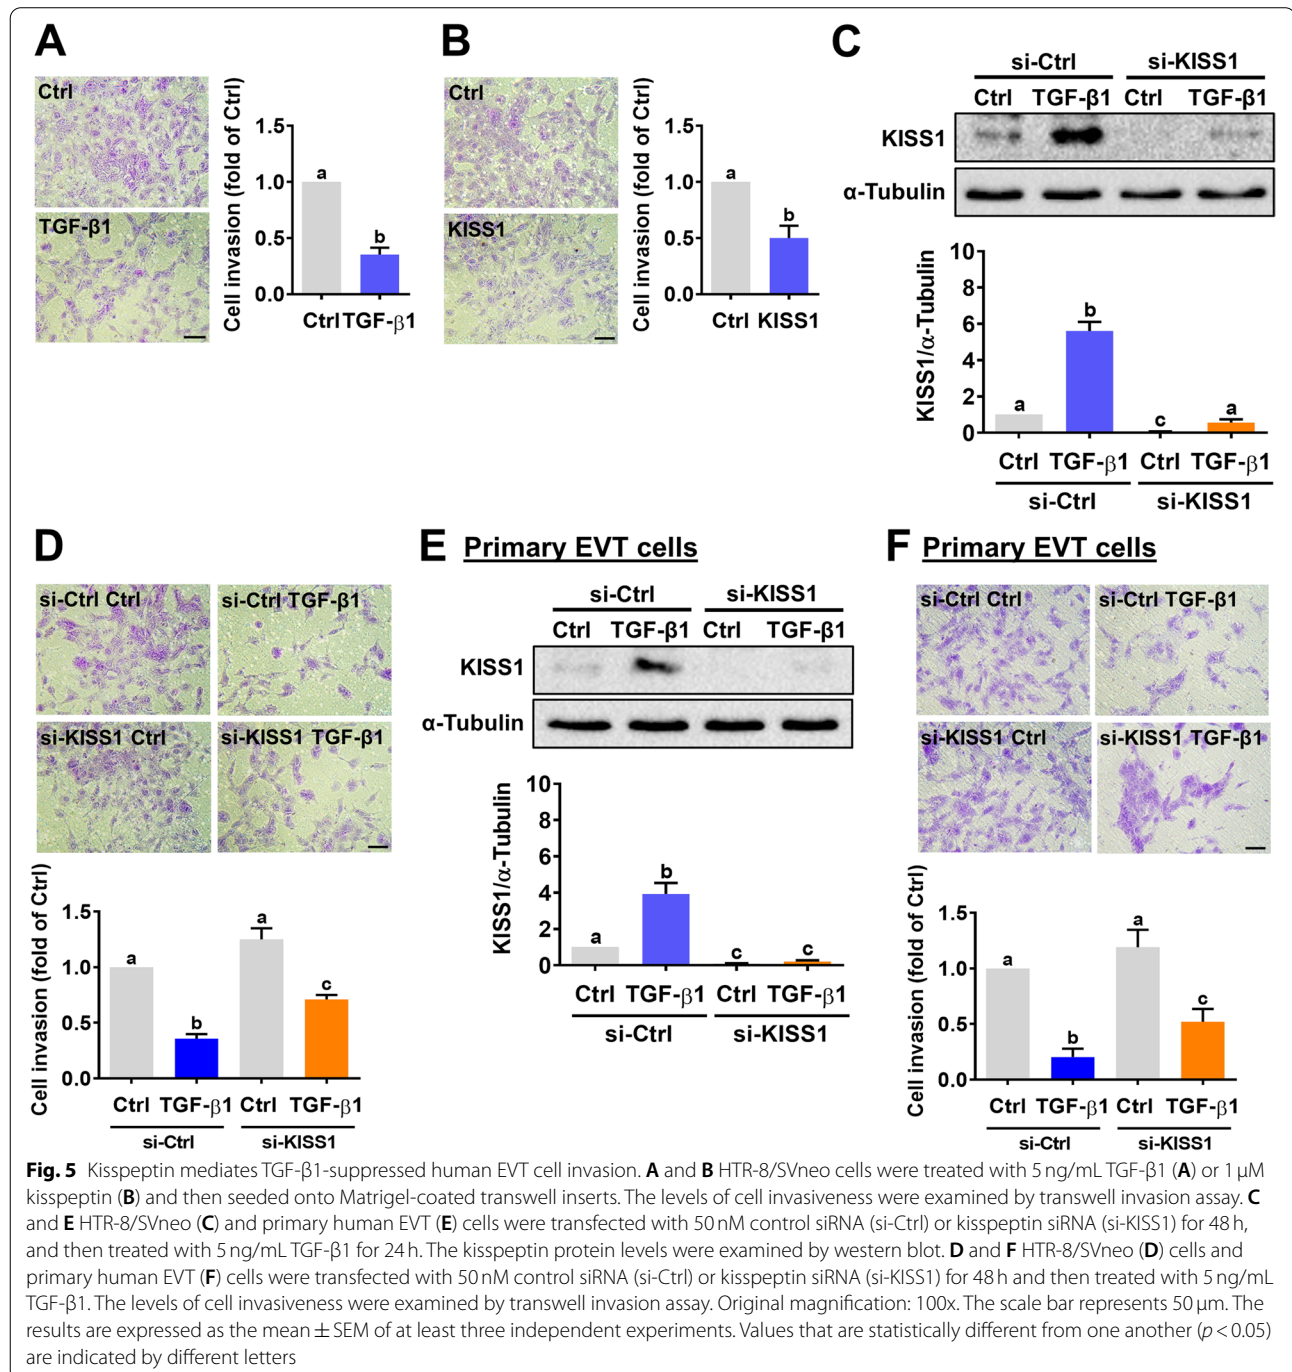 A
Ctrl
TGF-β1
Cell invasion (fold of Ctrl)
1.5
1.0
0.5
0.0
a
b
Ctrl TGF-β1
B
Ctrl
KISS1
Cell invasion (fold of Ctrl)
1.5
1.0
0.5
0.0
a
b
Ctrl KISS1
C
si-Ctrl si-KISS1
Ctrl TGF-β1 Ctrl TGF-β1
KISS1
α-Tubulin
KISS1/α-Tubulin
10
8
6
4
2
0
a
b
c
a
Ctrl TGF-β1 Ctrl TGF-β1
si-Ctrl si-KISS1
D
si-Ctrl Ctrl
si-Ctrl TGF-β1
si-KISS1 Ctrl
si-KISS1 TGF-β1
Cell invasion (fold of Ctrl)
1.5
1.0
0.5
0.0
a
b
a
c
Ctrl TGF-β1 Ctrl TGF-β1
si-Ctrl si-KISS1
E Primary EVT cells
si-Ctrl si-KISS1
Ctrl TGF-β1 Ctrl TGF-β1
KISS1
α-Tubulin
KISS1/α-Tubulin
10
8
6
4
2
0
a
b
c
c
Ctrl TGF-β1 Ctrl TGF-β1
si-Ctrl si-KISS1
F Primary EVT cells
si-Ctrl Ctrl
si-Ctrl TGF-β1
si-KISS1 Ctrl
si-KISS1 TGF-β1
Cell invasion (fold of Ctrl)
1.5
1.0
0.5
0.0
a
b
a
c
Ctrl TGF-β1 Ctrl TGF-β1
si-Ctrl si-KISS1
Fig. 5 Kisspeptin mediates TGF-β1-suppressed human EVT cell invasion. A and B HTR-8/SVneo cells were treated with 5 ng/mL TGF-β1 (A) or 1 μM
kisspeptin (B) and then seeded onto Matrigel-coated transwell inserts. The levels of cell invasiveness were examined by transwell invasion assay. C
and E HTR-8/SVneo (C) and primary human EVT (E) cells were transfected with 50 nM control siRNA (si-Ctrl) or kisspeptin siRNA (si-KISS1) for 48 h,
and then treated with 5 ng/mL TGF-β1 for 24 h. The kisspeptin protein levels were examined by western blot. D and F HTR-8/SVneo (D) cells and
primary human EVT (F) cells were transfected with 50 nM control siRNA (si-Ctrl) or kisspeptin siRNA (si-KISS1) for 48 h and then treated with 5 ng/mL
TGF-β1. The levels of cell invasiveness were examined by transwell invasion assay. Original magnification: 100x. The scale bar represents 50 μm. The
results are expressed as the mean ± SEM of at least three independent experiments. Values that are statistically different from one another (p < 0.05)
are indicated by different letters